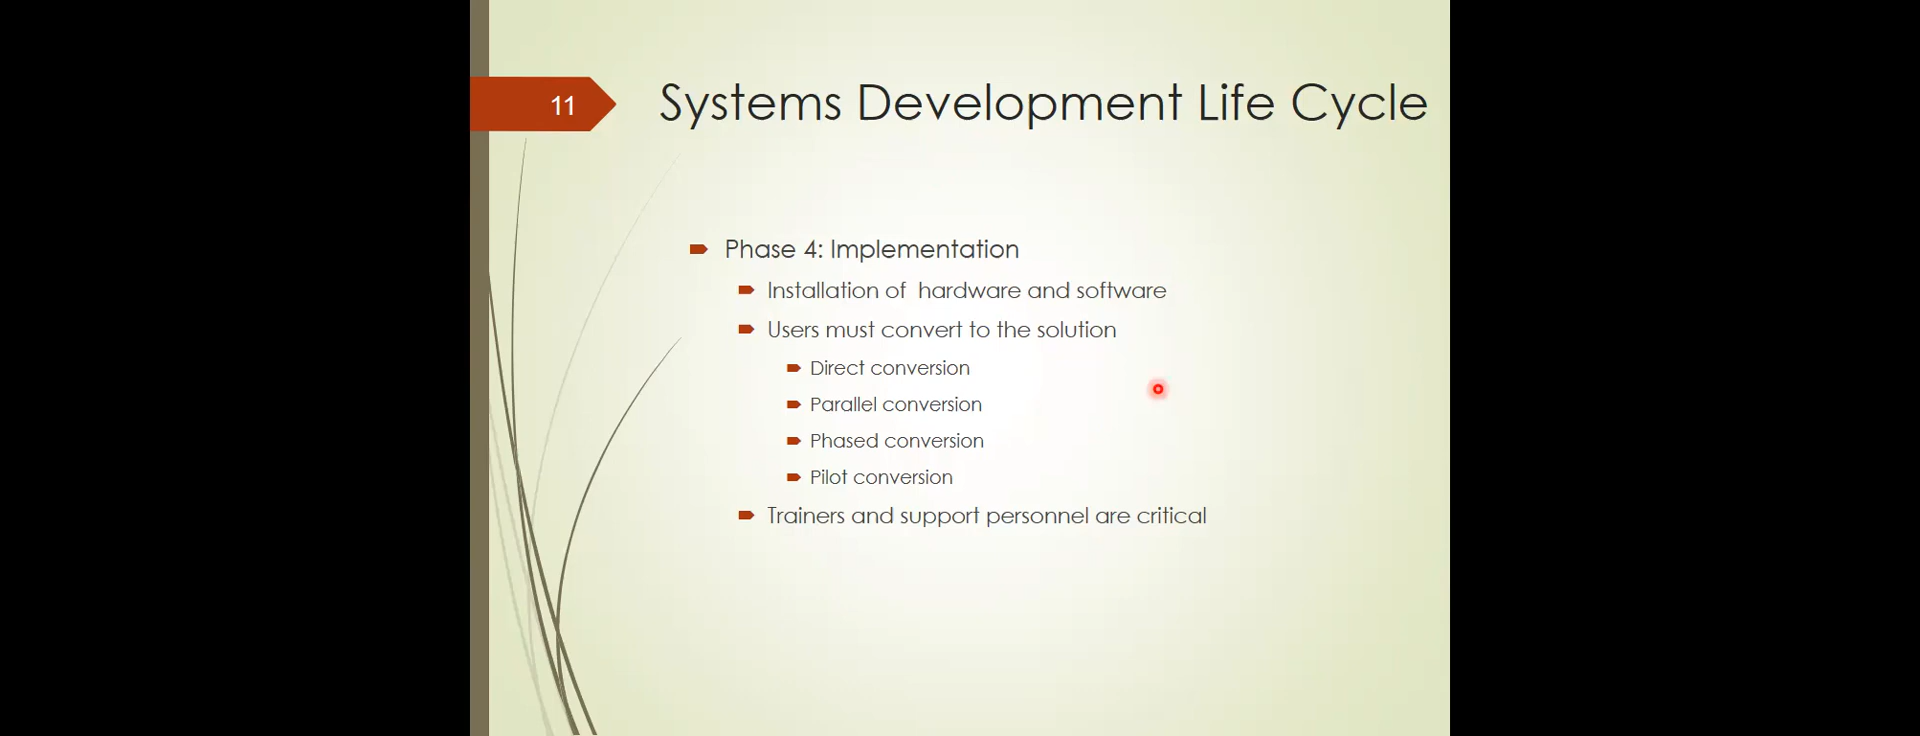 11
Systems Development Life Cycle
Phase 4: Implementation
Installation of  hardware and software
Users must convert to the solution
Direct conversion
Parallel conversion
Phased conversion
Pilot conversion
Trainers and support personnel are critical